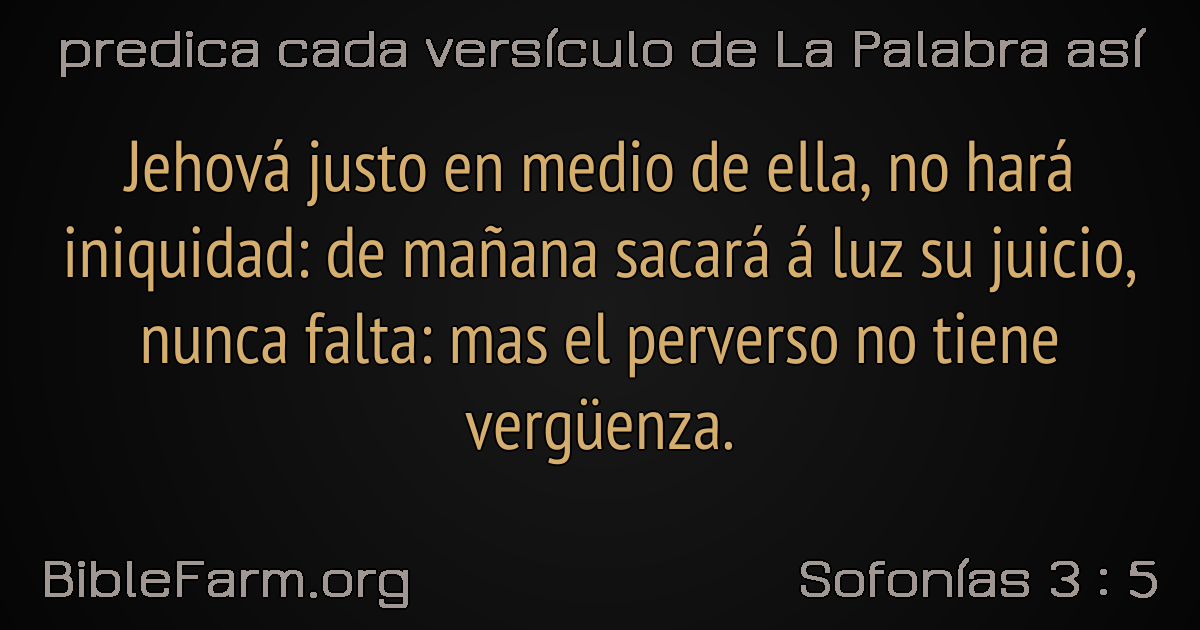 predica cada versículo de La Palabra así
Jehová justo en medio de ella, no hará
iniquidad: de mañana sacará á luz su juicio,
nunca falta: mas el perverso no tiene
vergüenza.
BibleFarm.org
Sofonías 3 : 5